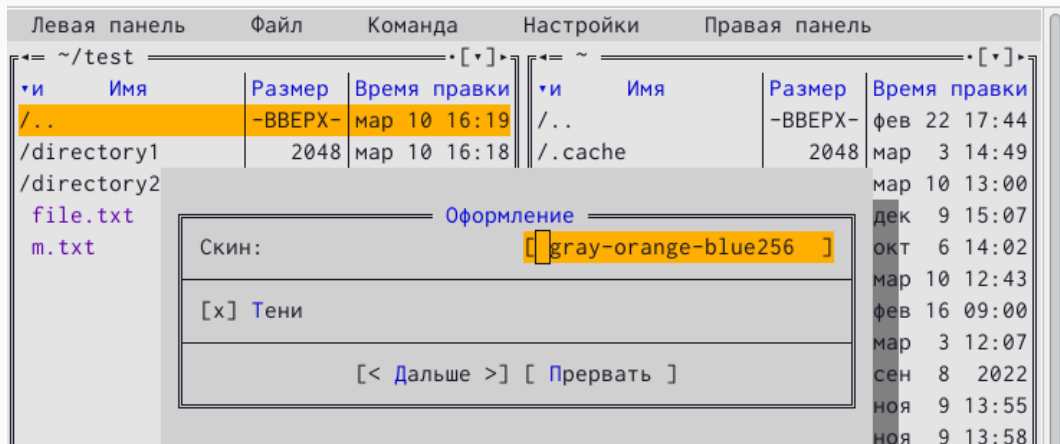 Левая панель Файл Команда Настройки Правая панель
~/test [▾] ~ [▾]
▾и Имя Размер Время правки ▾и Имя Размер Время правки
/.. -ВВЕРХ- мар 10 16:19 /.. -ВВЕРХ- фев 22 17:44
/directory1 2048 мар 10 16:18 /.cache 2048 мар 3 14:49
/directory2 мар 10 13:00
Оформление
file.txt дек 9 15:07
m.txt Скин: [ gray-orange-blue256 ] окт 6 14:02
мар 10 12:43
[x] Тени фев 16 09:00
мар 3 12:07
[< Дальше >] [ Прервать ] сен 8 2022
ноя 9 13:55
ноя 9 13:58